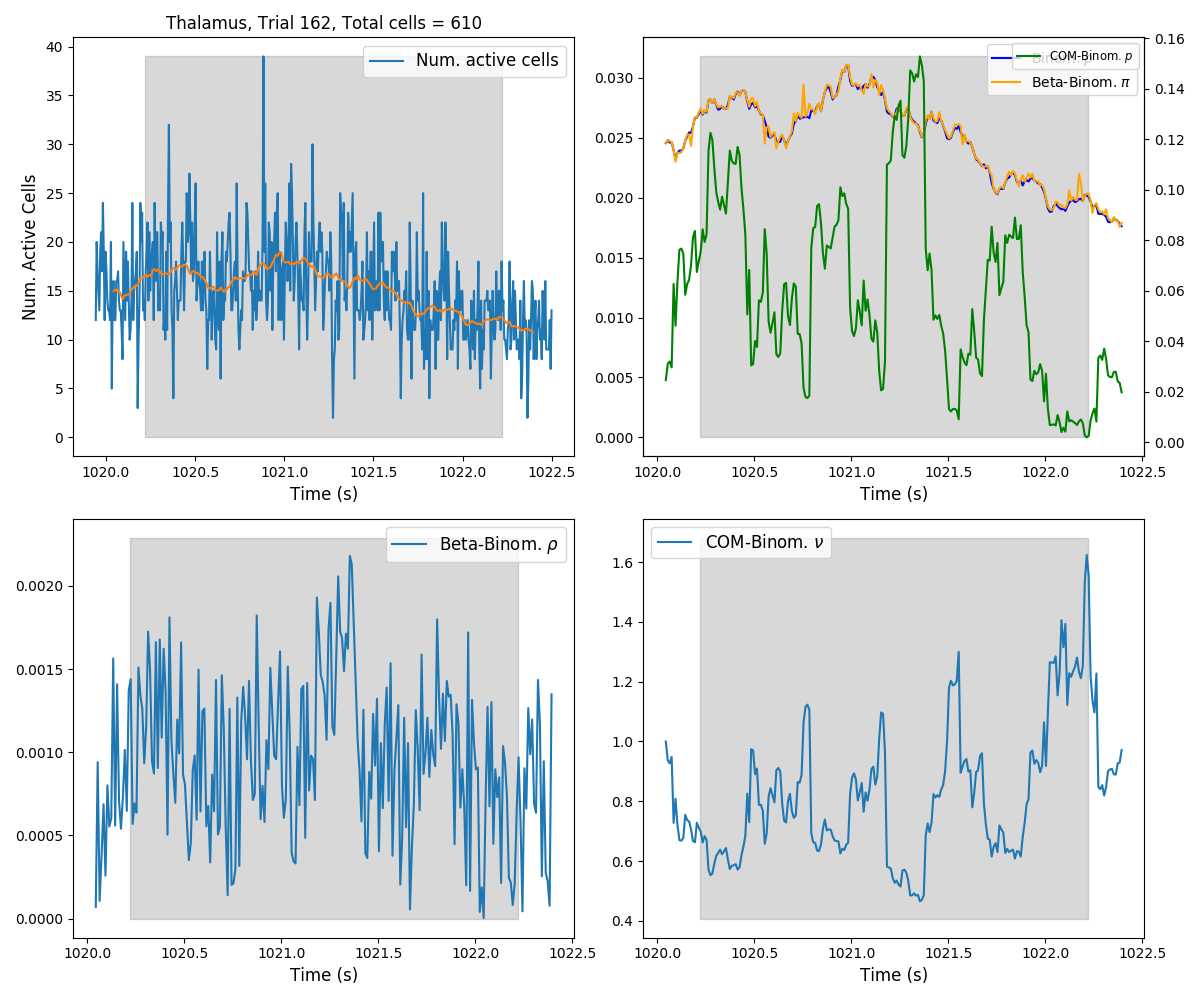 Thalamus, Trial 162, Total cells = 610
Num. Active Cells
40
35
30
25
20
15
10
5
0
Num. active cells
1020.0 1020.5 1021.0 1021.5 1022.0 1022.5
Time (s)
0.030
0.025
0.020
0.015
0.010
0.005
0.000
COM-Binom. p
Beta-Binom. π
0.16
0.14
0.12
0.10
0.08
0.06
0.04
0.02
0.00
1020.0 1020.5 1021.0 1021.5 1022.0 1022.5
Time (s)
0.0020
0.0015
0.0010
0.0005
0.0000
Beta-Binom. ρ
1020.0 1020.5 1021.0 1021.5 1022.0 1022.5
Time (s)
1.6
1.4
1.2
1.0
0.8
0.6
0.4
COM-Binom. ν
1020.0 1020.5 1021.0 1021.5 1022.0 1022.5
Time (s)